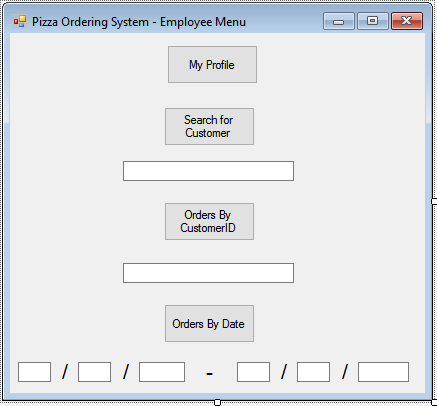 Pizza Ordering System - Employee Menu
My Profile
Search for
Customer
Orders By
CustomerID
Orders By Date
/ / - / /